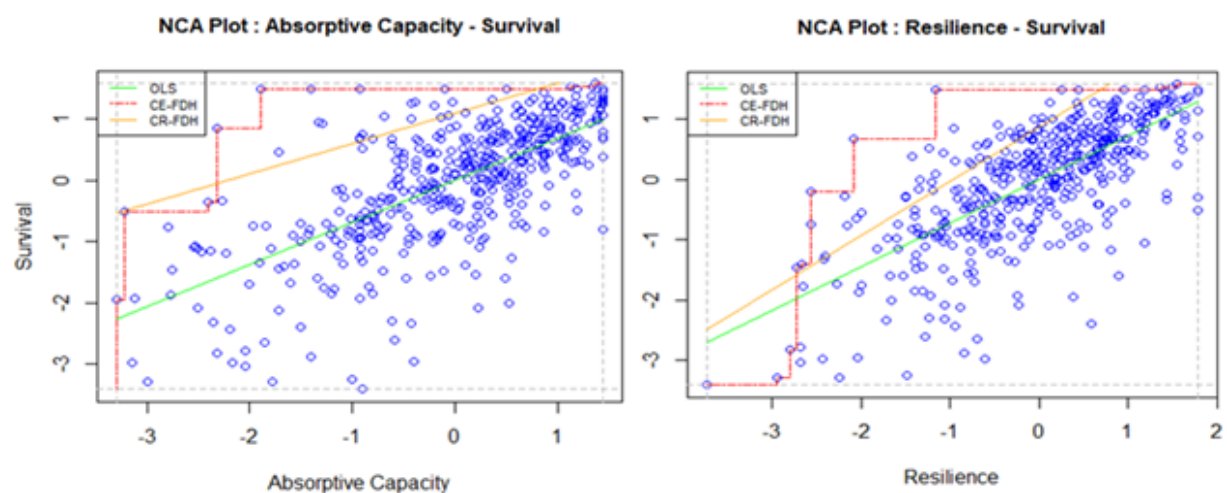 NCA Plot : Absorptive Capacity - Survival
OLS
CE-FDH
CR-FDH
Survival
1
0
-1
-2
-3
-3
-2
-1
0
1
Absorptive Capacity
NCA Plot : Resilience - Survival
OLS
CE-FDH
CR-FDH
1
0
-1
-2
-3
-3
-2
-1
0
1
2
Resilience